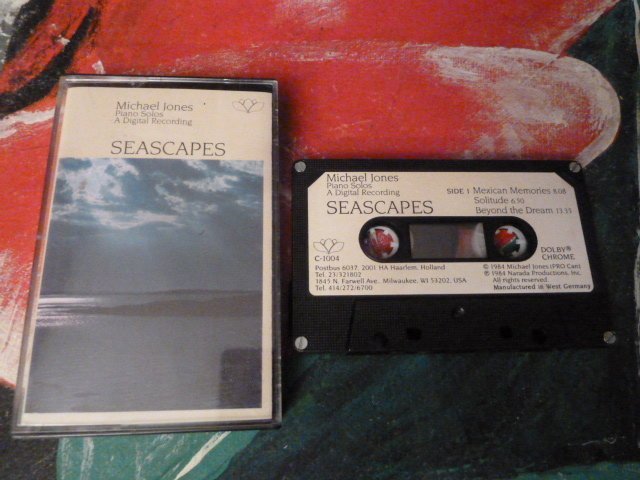 Michael Jones
Piano Solos
A Digital Recording
SEASCAPES
Michael Jones
Piano Solos
A Digital Recording
SEASCAPES
SIDE 1 Mexican Memories 8.08
Solitude 6.50
Beyond the Dream 13.35
C-1004
DOLBY®
CHROME
Postbus 6037, 2001 HA Haarlem, Holland
Tel. 23/321802
1845 N. Farwell Ave., Milwaukee, WI 53202, USA
Tel. 414/272/6700
© 1984 Michael Jones (PRO Can)
℗ 1984 Narada Productions, Inc.
All rights reserved
Manufactured in West Germany